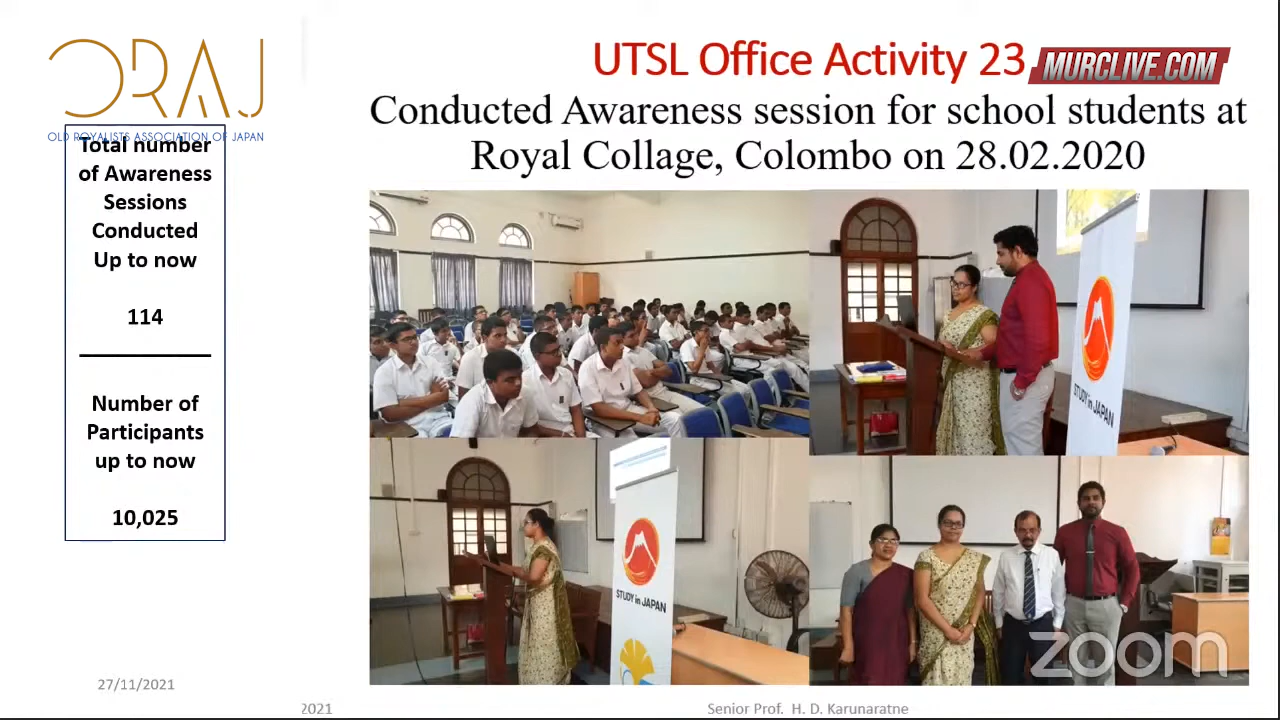 ORAJ
OLD ROYALISTS ASSOCIATION OF JAPAN
UTSL Office Activity 23
MURCLIVE.COM
Conducted Awareness session for school students at
Royal Collage, Colombo on 28.02.2020
Total number
of Awareness
Sessions
Conducted
Up to now
114
Number of
Participants
up to now
10,025
STUDY in JAPAN
STUDY in JAPAN
zoom
27/11/2021
2021
Senior Prof. H. D. Karunaratne